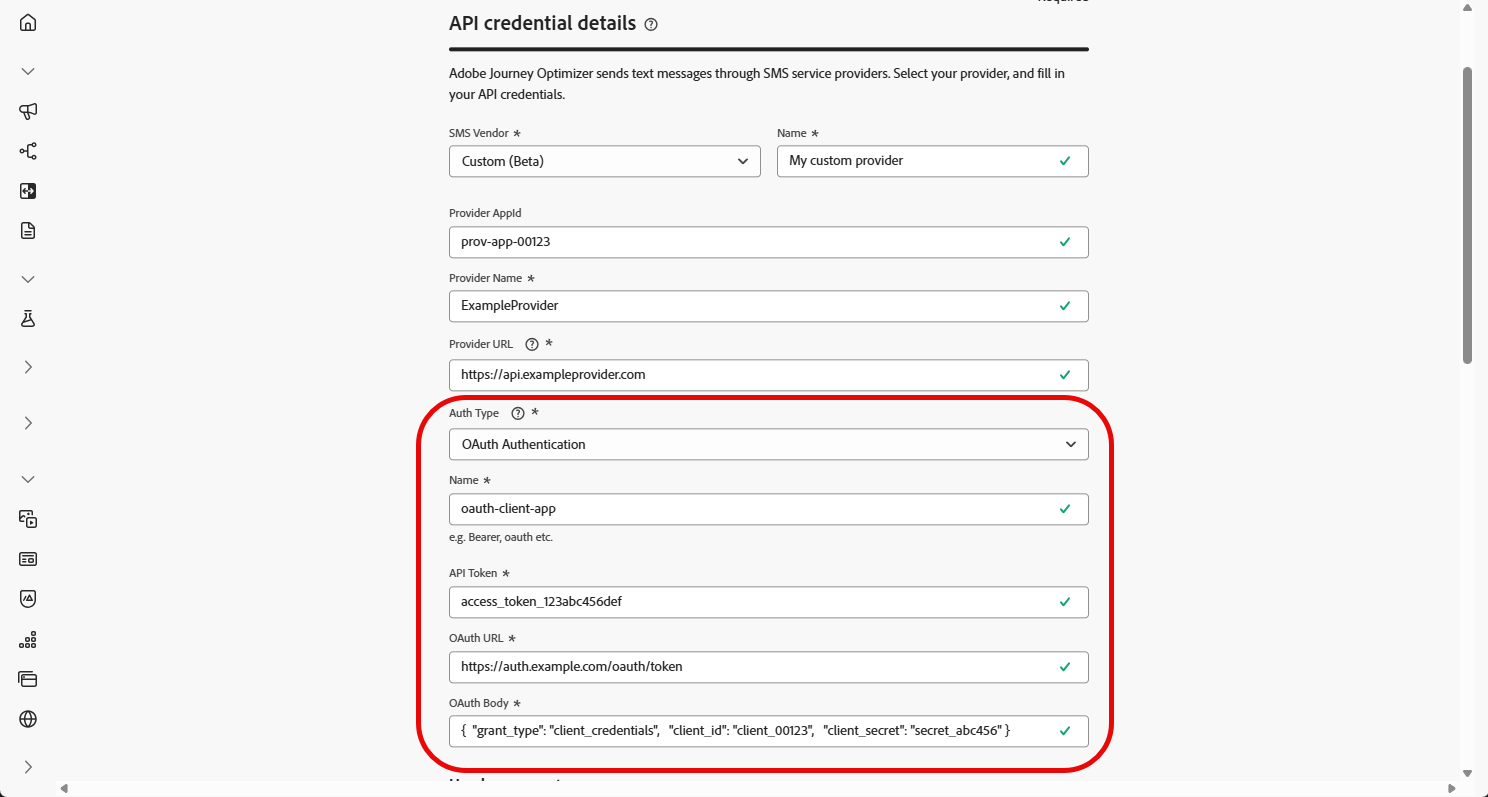 API credential details
Adobe Journey Optimizer sends text messages through SMS service providers. Select your provider, and fill in
your API credentials.
SMS Vendor * Name *
Custom (Beta) My custom provider
Provider AppId
prov-app-00123
Provider Name *
ExampleProvider
Provider URL *
https://api.exampleprovider.com
Auth Type *
OAuth Authentication
Name *
oauth-client-app
e.g. Bearer, oauth etc.
API Token *
access_token_123abc456def
OAuth URL *
https://auth.example.com/oauth/token
OAuth Body *
{ "grant_type": "client_credentials", "client_id": "client_00123", "client_secret": "secret_abc456" }